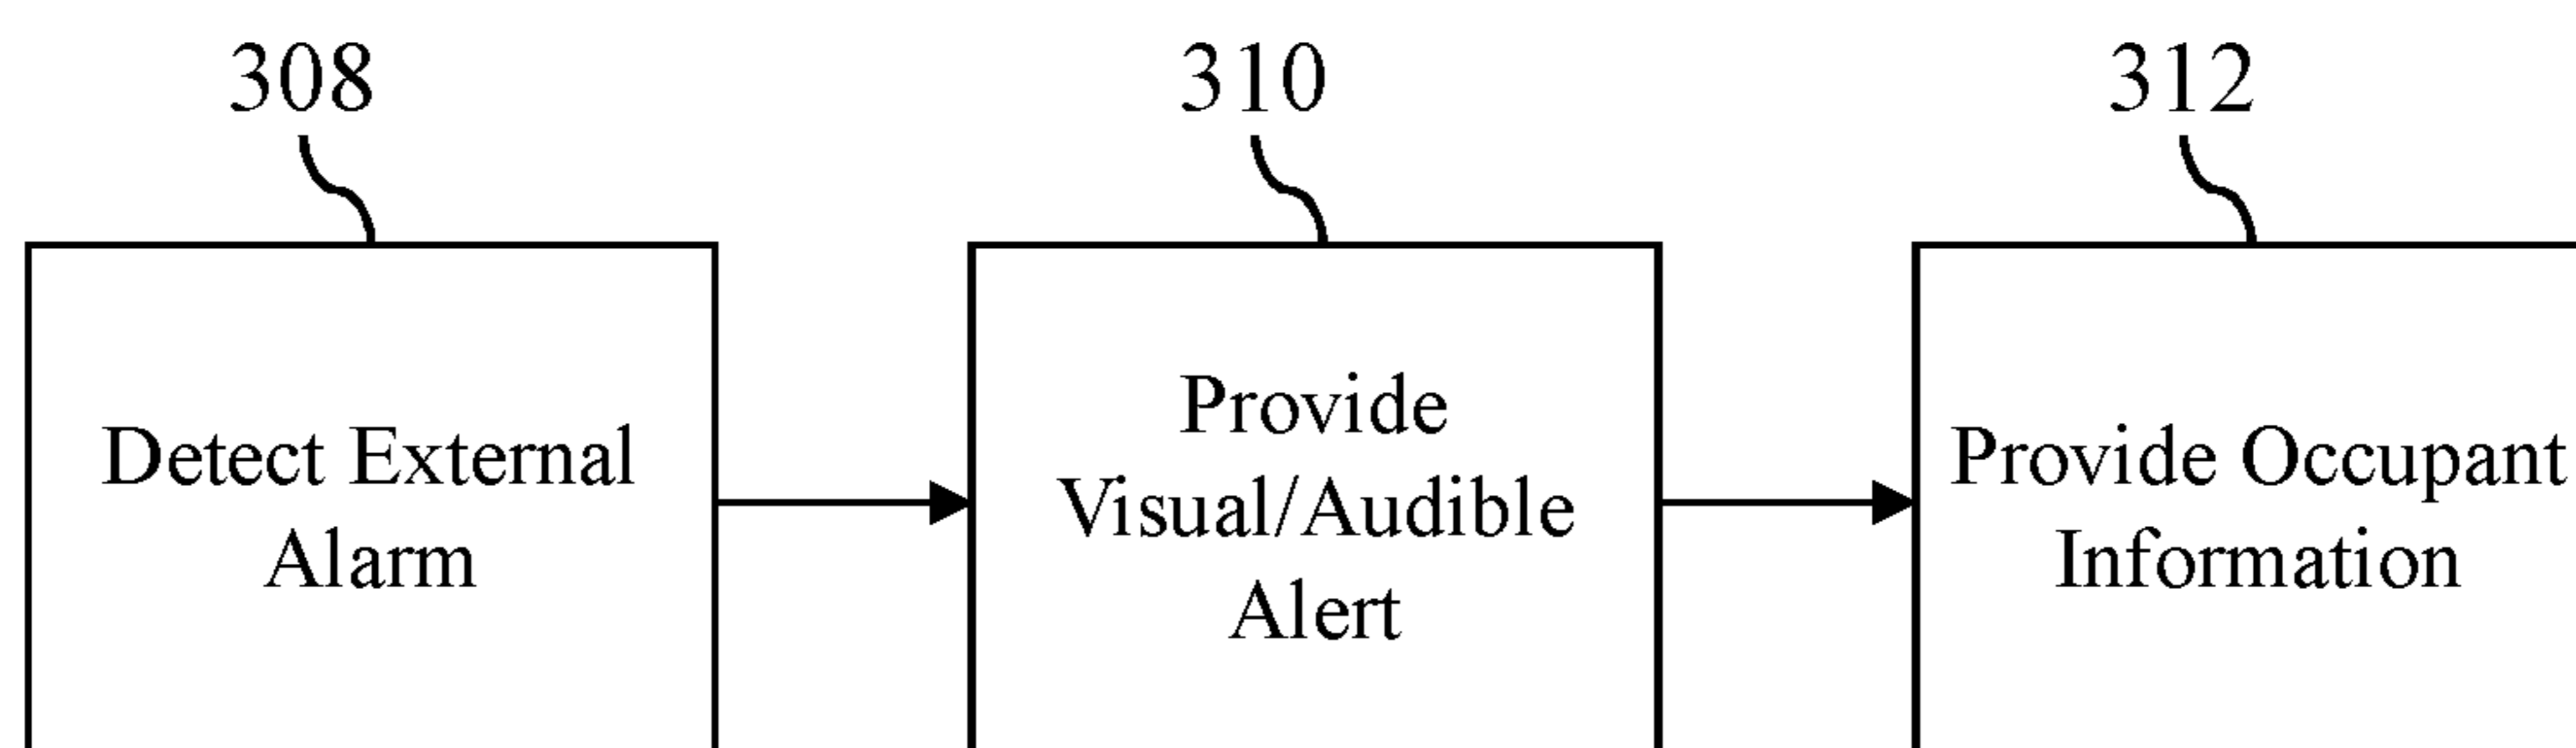 308
310
312
Detect External
Alarm
Provide
Visual/Audible
Alert
Provide Occupant
Information